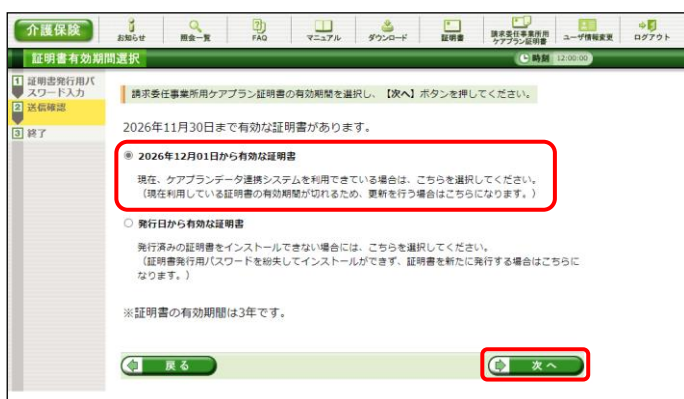 介護保険
お知らせ
照会一覧
FAQ
マニュアル
ダウンロード
証明書
請求委任事業所用
ケアプラン証明書
ユーザ情報変更
ログアウト
証明書有効期間選択
時刻 12:00:00
1 証明書発行用パ
スワード入力
2 送信確認
3 終了
請求委任事業所用ケアプラン証明書の有効期間を選択し、【次へ】ボタンを押してください。
2026年11月30日まで有効な証明書があります。
2026年12月01日から有効な証明書
現在、ケアプランデータ連携システムを利用できている場合は、こちらを選択してください。
(現在利用している証明書の有効期間が切れるため、更新を行う場合はこちらになります。)
発行日から有効な証明書
発行済みの証明書をインストールできない場合には、こちらを選択してください。
(証明書発行用パスワードを紛失してインストールができず、証明書を新たに発行する場合はこちらに
なります。)
※証明書の有効期間は3年です。
戻る
次へ